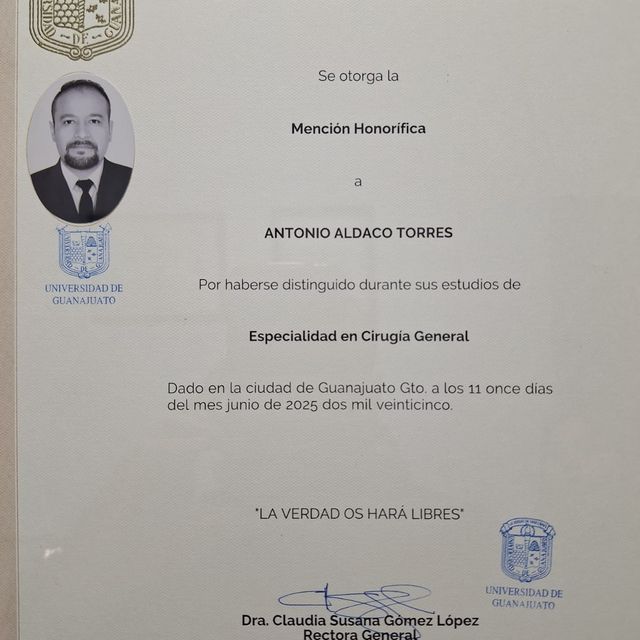 DE GUANAJUATO
Se otorga la
Mención Honorífica
a
ANTONIO ALDACO TORRES
UNIVERSIDAD DE
GUANAJUATO
Por haberse distinguido durante sus estudios de
Especialidad en Cirugía General
Dado en la ciudad de Guanajuato Gto. a los 11 once días
del mes junio de 2025 dos mil veinticinco.
"LA VERDAD OS HARÁ LIBRES"
UNIVERSIDAD DE
GUANAJUATO
Dra. Claudia Susana Gómez López
Rectora General